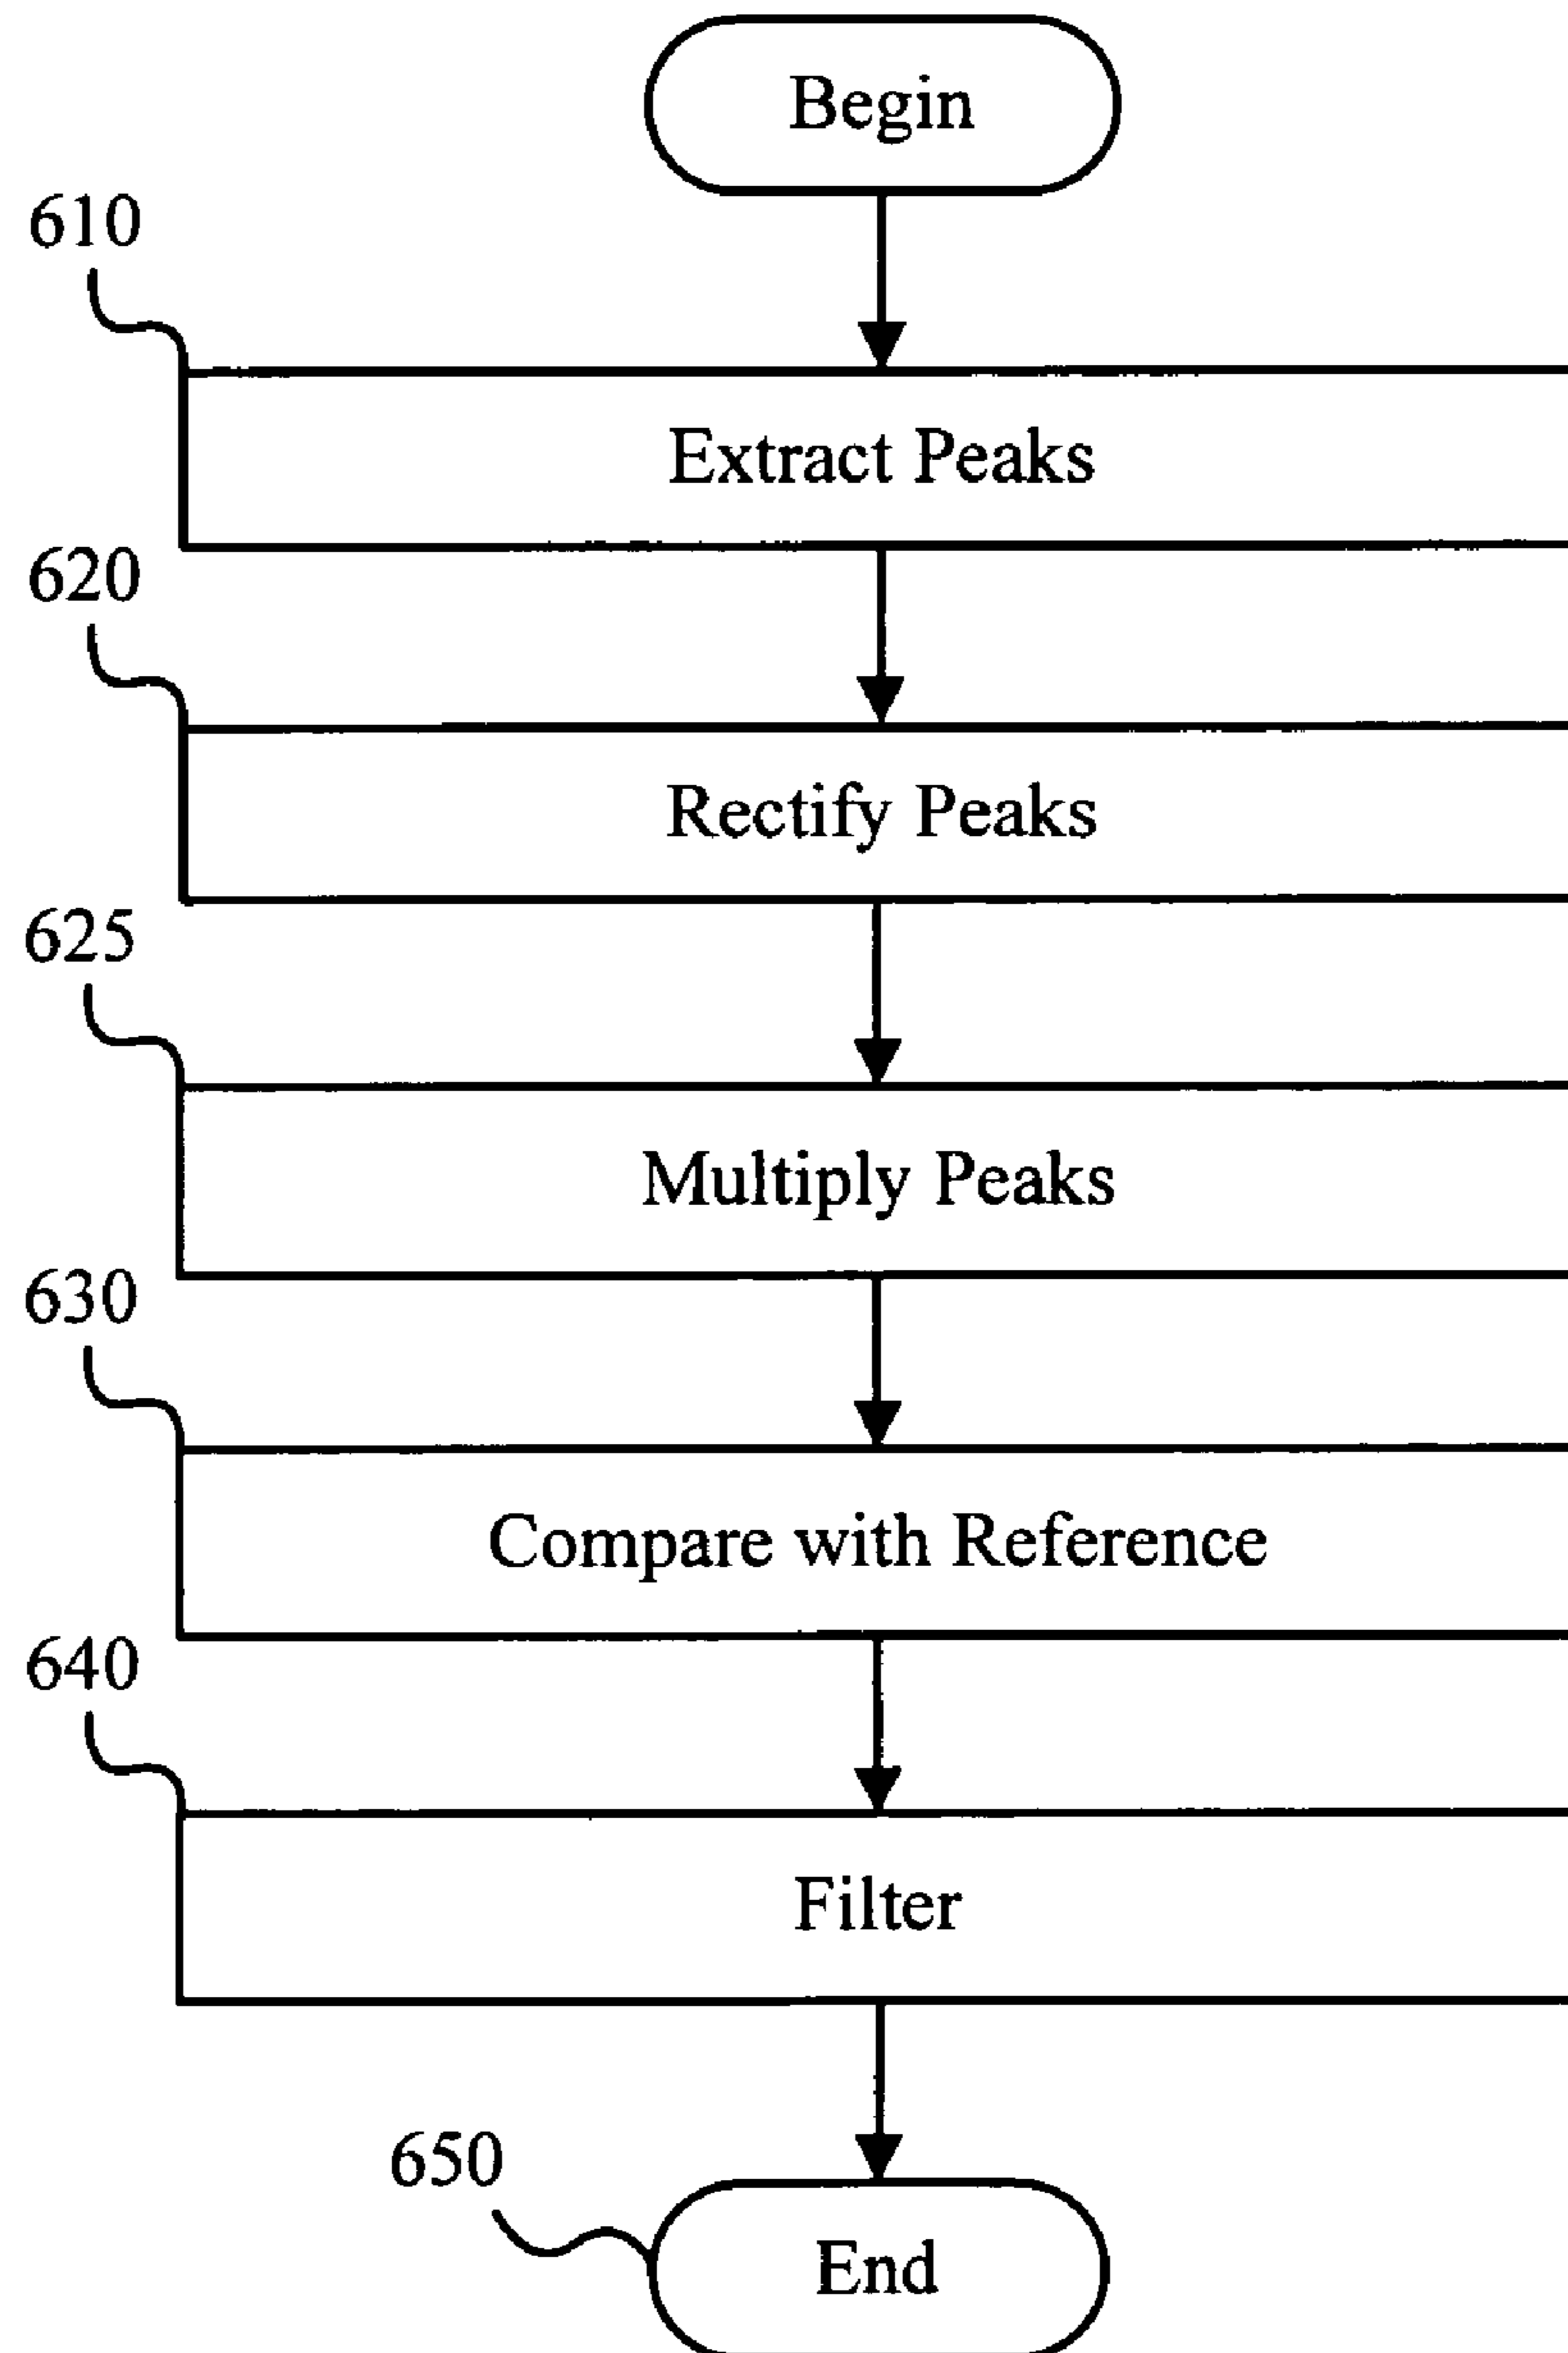 Begin
610
Extract Peaks
620
Rectify Peaks
625
Multiply Peaks
630
Compare with Reference
640
Filter
650
End